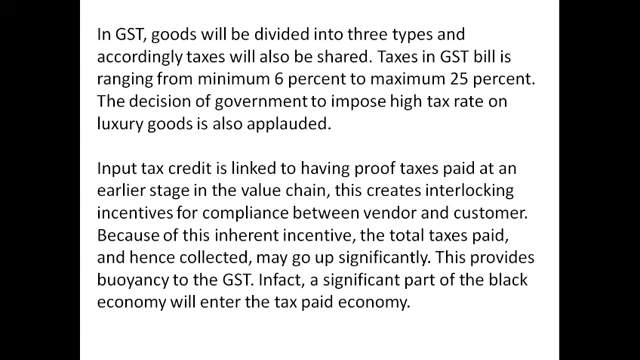 In GST, goods will be divided into three types and
accordingly taxes will also be shared. Taxes in GST bill is
ranging from minimum 6 percent to maximum 25 percent.
The decision of government to impose high tax rate on
luxury goods is also applauded.
Input tax credit is linked to having proof taxes paid at an
earlier stage in the value chain, this creates interlocking
incentives for compliance between vendor and customer.
Because of this inherent incentive, the total taxes paid,
and hence collected, may go up significantly. This provides
buoyancy to the GST. Infact, a significant part of the black
economy will enter the tax paid economy.